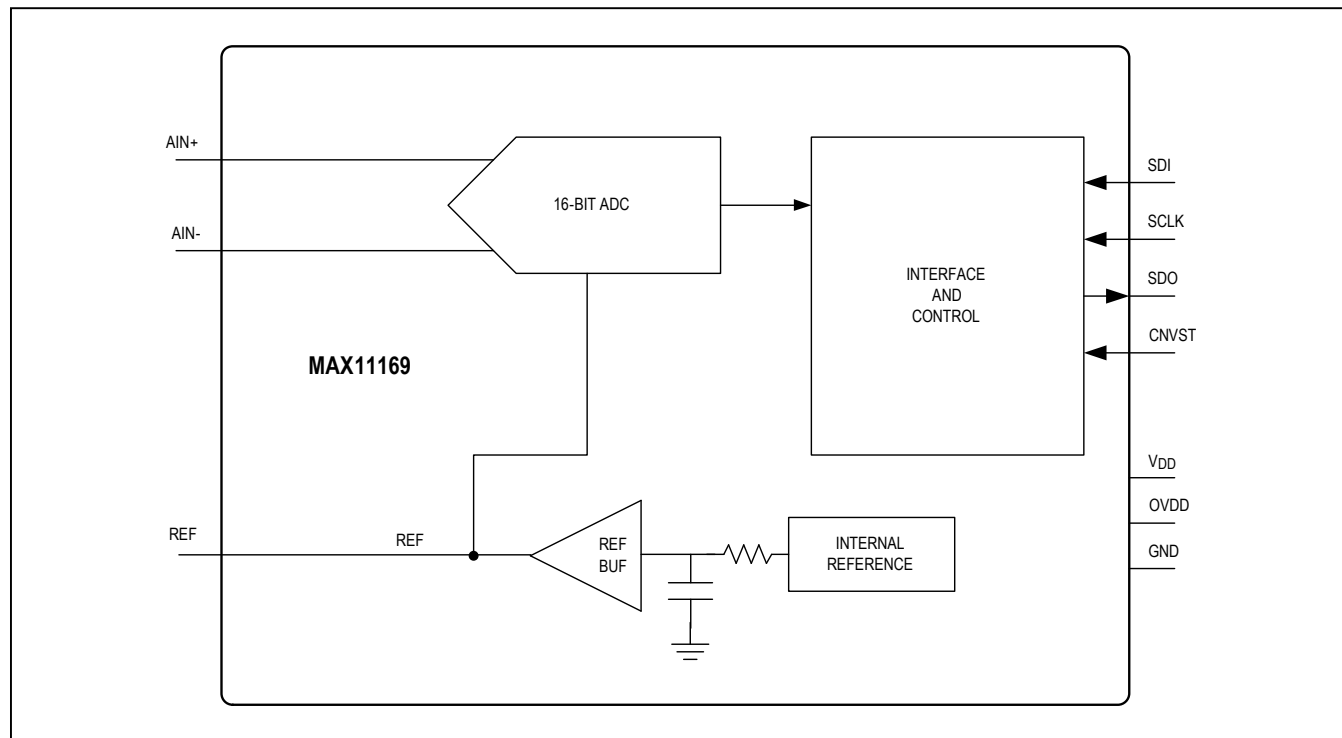 AIN+
AIN-
16-BIT ADC
INTERFACE
AND
CONTROL
SDI
SCLK
SDO
CNVST
MAX11169
VDD
OVDD
GND
REF
REF
REF
BUF
INTERNAL
REFERENCE